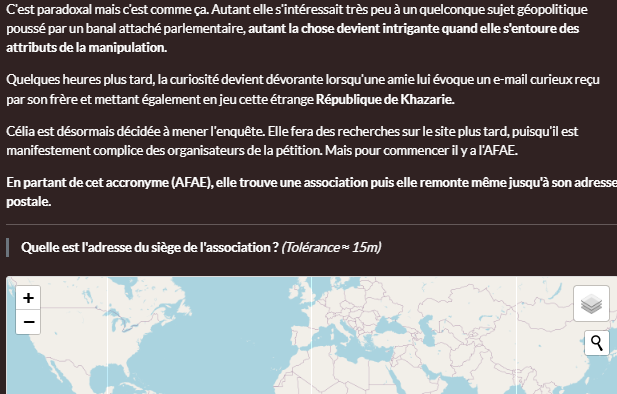 C'est paradoxal mais c'est comme ça. Autant elle s'intéressait très peu à un quelconque sujet géopolitique
poussé par un banal attaché parlementaire, autant la chose devient intrigante quand elle s'entoure des
attributs de la manipulation.
Quelques heures plus tard, la curiosité devient dévorante lorsqu'une amie lui évoque un e-mail curieux reçu
par son frère et mettant également en jeu cette étrange République de Khazarie.
Célia est désormais décidée à mener l'enquête. Elle fera des recherches sur le site plus tard, puisqu'il est
manifestement complice des organisateurs de la pétition. Mais pour commencer il y a l'AFAE.
En partant de cet accronyme (AFAE), elle trouve une association puis elle remonte même jusqu'à son adresse
postale.
Quelle est l'adresse du siège de l'association ? (Tolérance ≈ 15m)
+
−